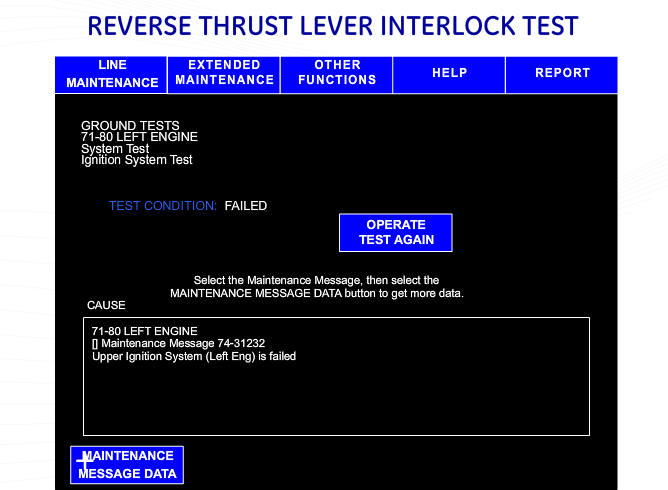 REVERSE THRUST LEVER INTERLOCK TEST
LINE
MAINTENANCE
EXTENDED
MAINTENANCE
OTHER
FUNCTIONS
HELP
REPORT
GROUND TESTS
71-80 LEFT ENGINE
System Test
Ignition System Test
TEST CONDITION: FAILED
OPERATE
TEST AGAIN
Select the Maintenance Message, then select the
MAINTENANCE MESSAGE DATA button to get more data.
CAUSE
71-80 LEFT ENGINE
[] Maintenance Message 74-31232
Upper Ignition System (Left Eng) is failed
MAINTENANCE
MESSAGE DATA